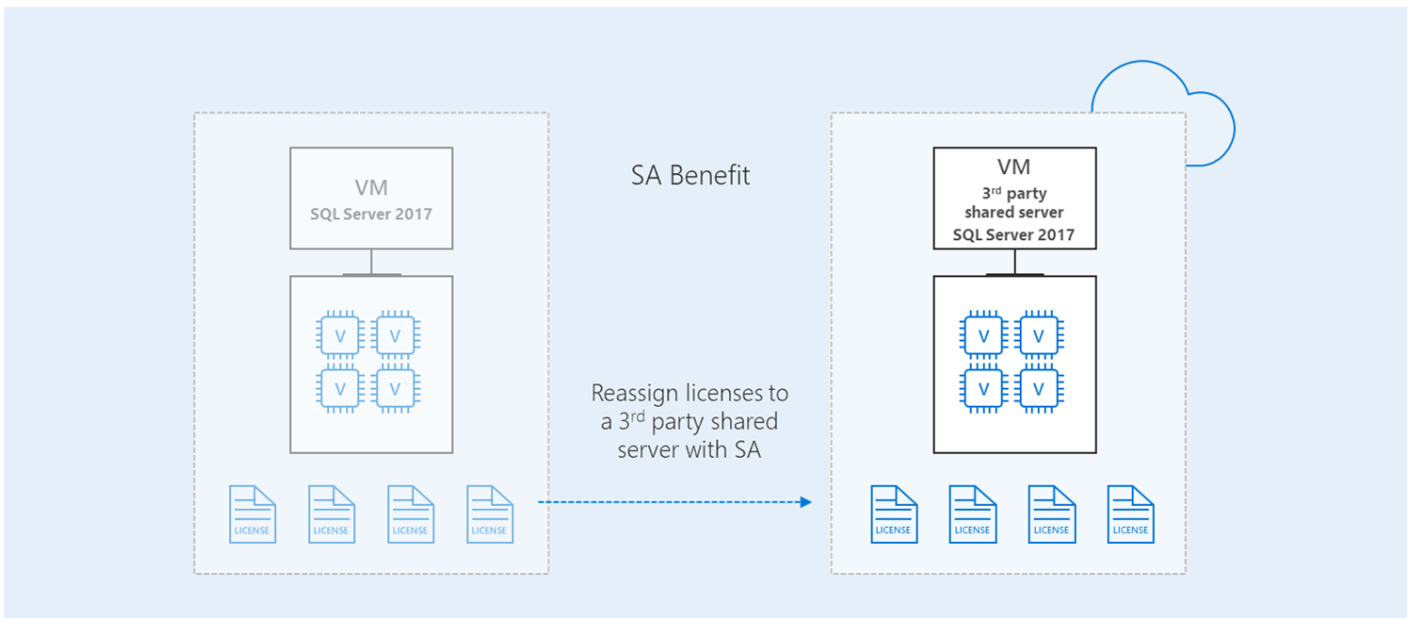 VM
SQL Server 2017
V V
V V
LICENSE LICENSE LICENSE LICENSE
SA Benefit
Reassign licenses to
a 3rd party shared
server with SA
VM
3rd party
shared server
SQL Server 2017
V V
V V
LICENSE LICENSE LICENSE LICENSE